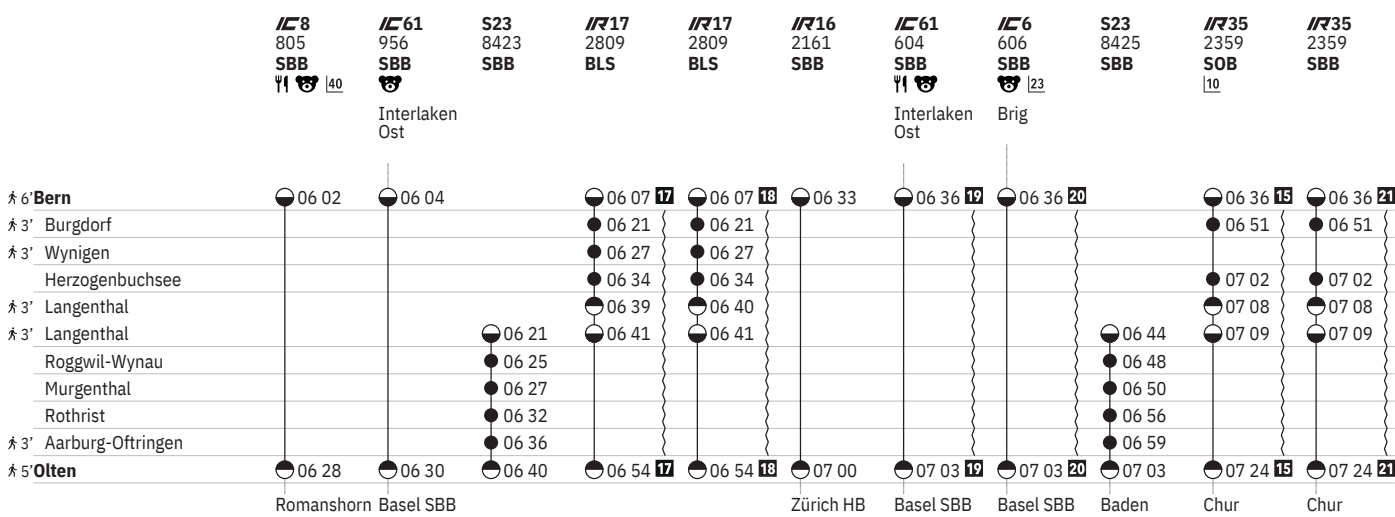 IC8 IC61 S23 IR17 IR17 IR16 IC61 IC6 S23 IR35 IR35
805 956 8423 2809 2809 2161 604 606 8425 2359 2359
SBB SBB SBB BLS BLS SBB SBB SBB SBB SOB SBB
40 23 10
Interlaken Interlaken Brig
Ost Ost
6' Bern 06 02 06 04 06 07 17 06 07 18 06 33 06 36 19 06 36 20 06 36 15 06 36 21
3' Burgdorf 06 21 06 21 06 51 06 51
3' Wynigen 06 27 06 27
Herzogenbuchsee 06 34 06 34 07 02 07 02
3' Langenthal 06 39 06 40 07 08 07 08
3' Langenthal 06 21 06 41 06 41 06 44 07 09 07 09
Roggwil-Wynau 06 25 06 48
Murgenthal 06 27 06 50
Rothrist 06 32 06 56
3' Aarburg-Oftringen 06 36 06 59
5' Olten 06 28 06 30 06 40 06 54 17 06 54 18 07 00 07 03 19 07 03 20 07 03 07 24 15 07 24 21
Romanshorn Basel SBB Zürich HB Basel SBB Basel SBB Baden Chur Chur